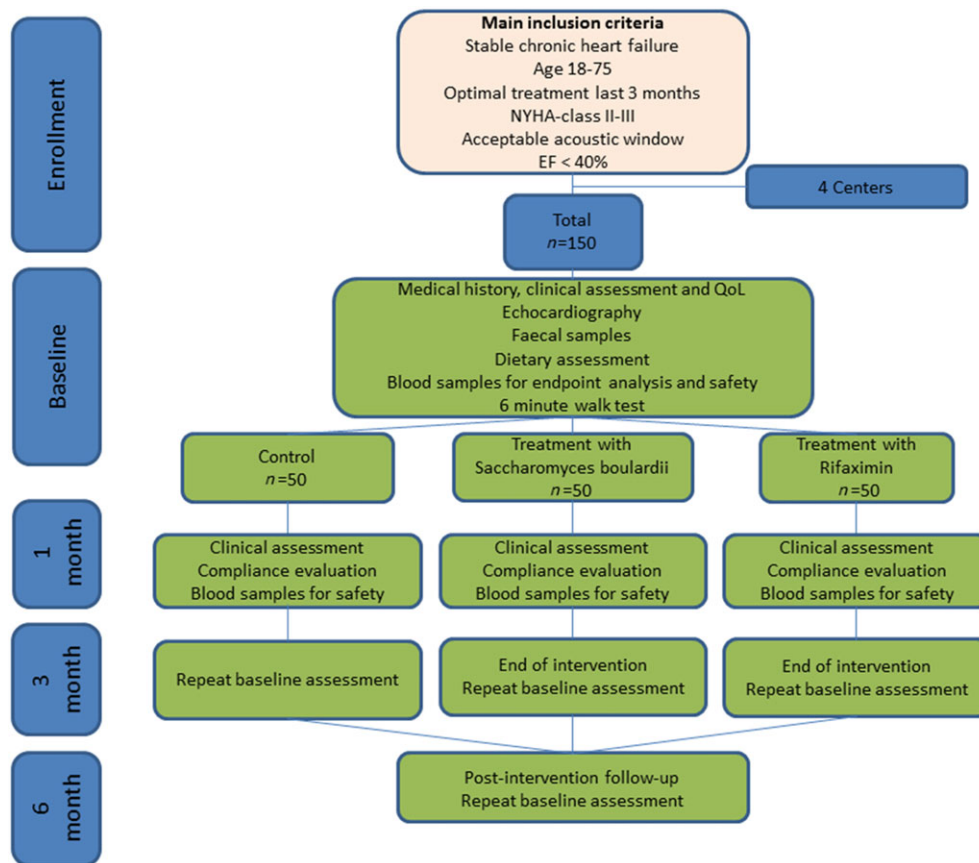 Enrollment
Main inclusion criteria
Stable chronic heart failure
Age 18-75
Optimal treatment last 3 months
NYHA-class II-III
Acceptable acoustic window
EF < 40%
4 Centers
Total
n=150
Baseline
Medical history, clinical assessment and QoL
Echocardiography
Faecal samples
Dietary assessment
Blood samples for endpoint analysis and safety
6 minute walk test
Control
n=50
Treatment with
Saccharomyces boulardii
n=50
Treatment with
Rifaximin
n=50
1
month
Clinical assessment
Compliance evaluation
Blood samples for safety
Clinical assessment
Compliance evaluation
Blood samples for safety
Clinical assessment
Compliance evaluation
Blood samples for safety
3
month
Repeat baseline assessment
End of intervention
Repeat baseline assessment
End of intervention
Repeat baseline assessment
6
month
Post-intervention follow-up
Repeat baseline assessment